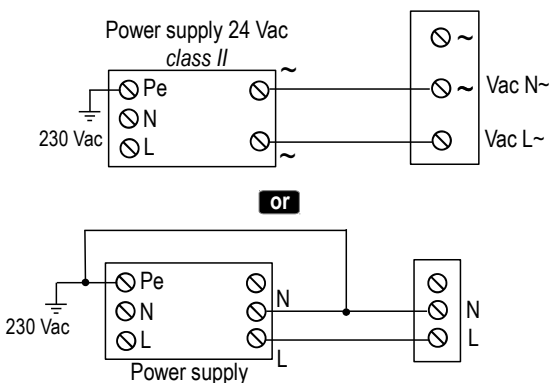 Power supply 24 Vac
class II
~
~
Pe
~
Vac N~
N
230 Vac
L
Vac L~
~
or
Pe
N
N
N
230 Vac
L
L
L
Power supply